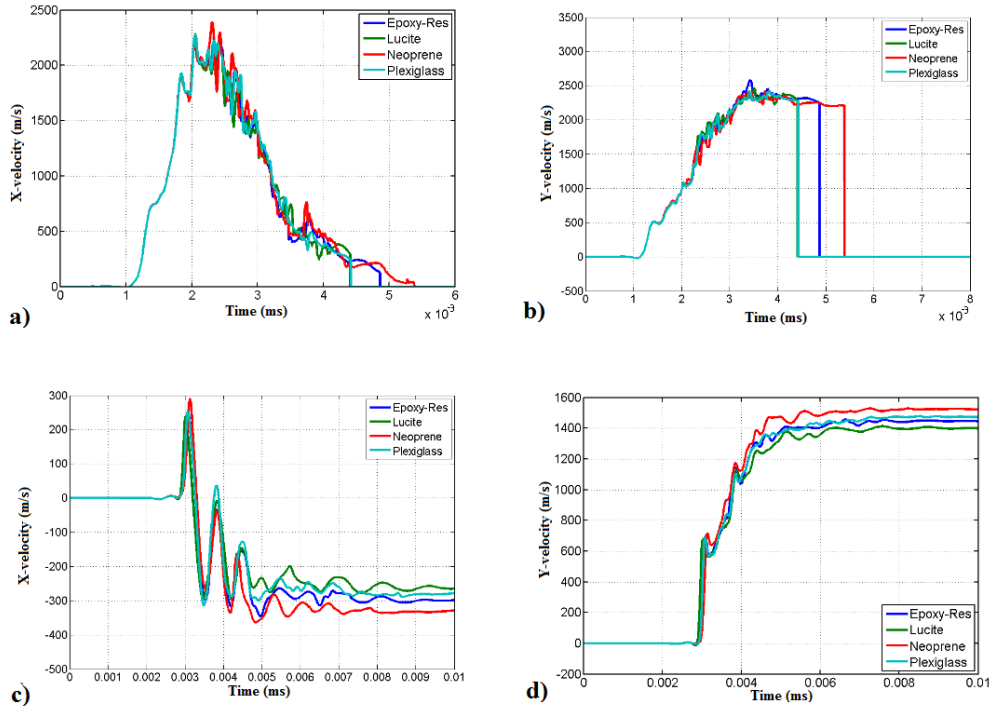 2500
2000
1500
1000
500
0
X-velocity (m/s)
Epoxy-Res
Lucite
Neoprene
Plexiglass
0 1 2 3 4 5 6
Time (ms)
x 10⁻³
a)
3500
3000
2500
2000
1500
1000
500
0
-500
Y-velocity (m/s)
Epoxy-Res
Lucite
Neoprene
Plexiglass
0 1 2 3 4 5 6 7 8
Time (ms)
x 10⁻³
b)
300
200
100
0
-100
-200
-300
-400
-500
X-velocity (m/s)
Epoxy-Res
Lucite
Neoprene
Plexiglass
0 0.001 0.002 0.003 0.004 0.005 0.006 0.007 0.008 0.009 0.01
Time (ms)
c)
1600
1400
1200
1000
800
600
400
200
0
-200
Y-velocity (m/s)
Epoxy-Res
Lucite
Neoprene
Plexiglass
0 0.002 0.004 0.006 0.008 0.01
Time (ms)
d)